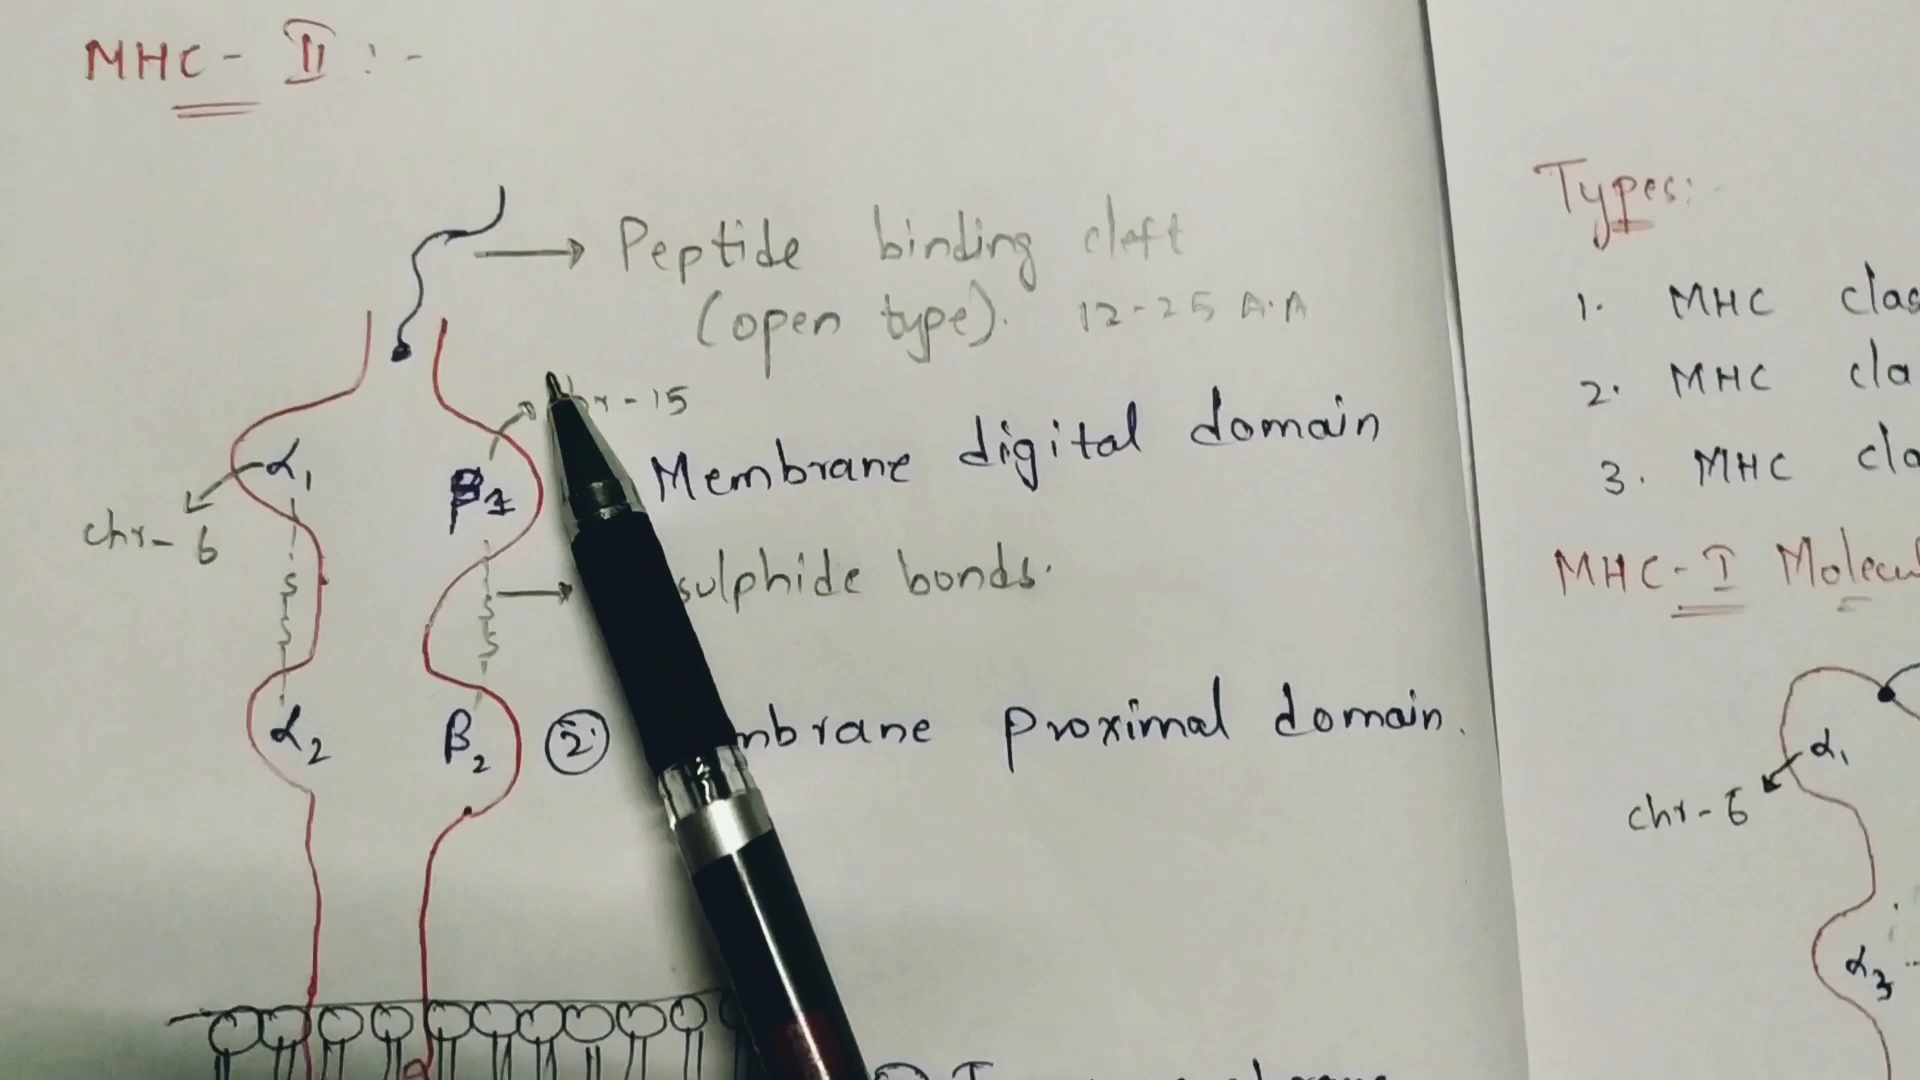 MHC - II :-
Peptide binding cleft
(open type). 12-25 A.A
-15
Membrane digital domain
α1
β1
chr-6
sulphide bonds.
S
S
S
S
α2
β2
2.
mbrane proximal domain.
Types:
1. MHC clas
2. MHC cla
3. MHC cla
MHC-I Molecul
α1
chr-6
α3